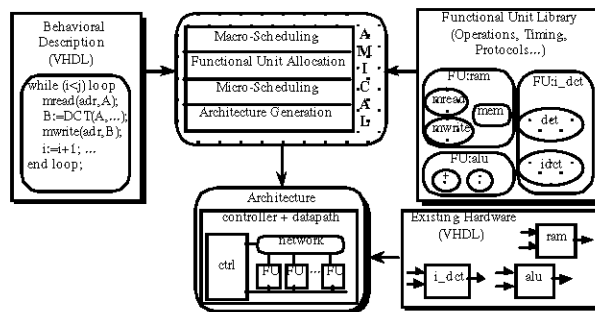 Behavioral
Description
(VHDL)
while (i<j) loop
mread(adr,A);
B:=DCT(A,...);
mwrite(adr,B);
i:=i+1; ...
end loop;
Macro-Scheduling
Functional Unit Allocation
Micro-Scheduling
Architecture Generation
AMICAL
Functional Unit Library
(Operations, Timing,
Protocols...)
FU:ram
mread
mwrite
mem
FU:i_dct
dct
idct
FU:alu
+
-
Architecture
controller + datapath
network
ctrl
FU FU ... FU
Existing Hardware
(VHDL)
ram
i_dct
alu